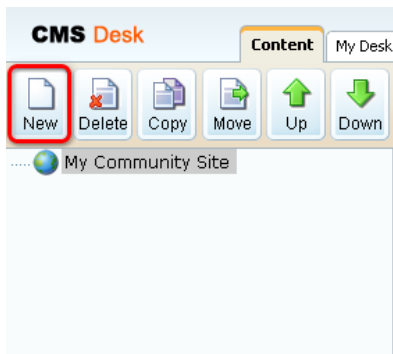 CMS Desk
Content My Desk
New Delete Copy Move Up Down
My Community Site